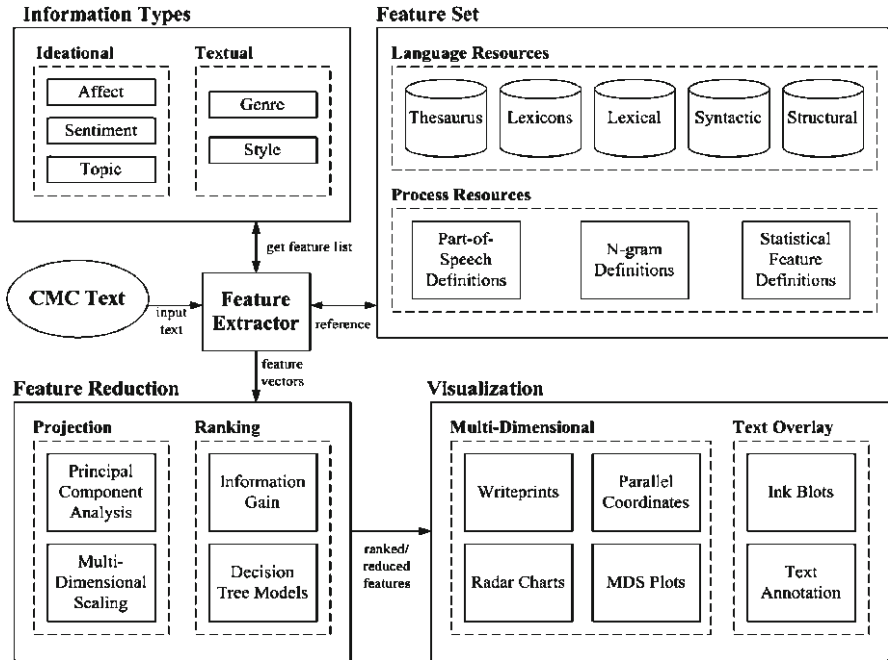 Information Types
Ideational
Affect
Sentiment
Topic
Textual
Genre
Style
Feature Set
Language Resources
Thesaurus
Lexicons
Lexical
Syntactic
Structural
Process Resources
Part-of-
Speech
Definitions
N-gram
Definitions
Statistical
Feature
Definitions
get feature list
CMC Text
input
text
Feature
Extractor
reference
feature
vectors
Feature Reduction
Projection
Principal
Component
Analysis
Multi-
Dimensional
Scaling
Ranking
Information
Gain
Decision
Tree Models
ranked/
reduced
features
Visualization
Multi-Dimensional
Writeprints
Parallel
Coordinates
Radar Charts
MDS Plots
Text Overlay
Ink Blots
Text
Annotation